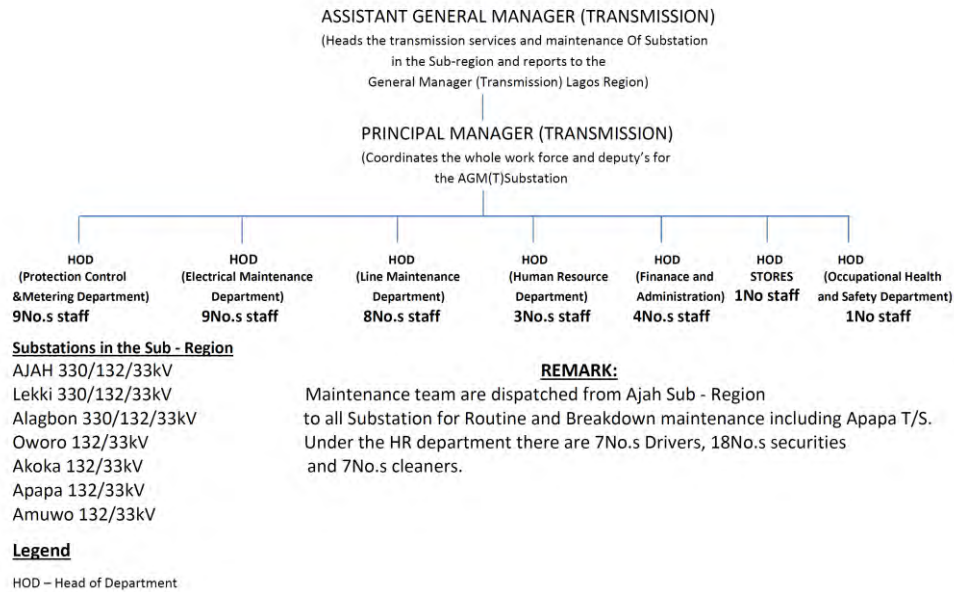 ASSISTANT GENERAL MANAGER (TRANSMISSION)
(Heads the transmission services and maintenance Of Substation
in the Sub-region and reports to the
General Manager (Transmission) Lagos Region)
PRINCIPAL MANAGER (TRANSMISSION)
(Coordinates the whole work force and deputy's for
the AGM(T)Substation
HOD
(Protection Control
&Metering Department)
9No.s staff
HOD
(Electrical Maintenance
Department)
9No.s staff
HOD
(Line Maintenance
Department)
8No.s staff
HOD
(Human Resource
Department)
3No.s staff
HOD
(Finanace and
Administration)
4No.s staff
HOD
STORES
1No staff
HOD
(Occupational Health
and Safety Department)
1No staff
Substations in the Sub - Region
AJAH 330/132/33kV
Lekki 330/132/33kV
Alagbon 330/132/33kV
Oworo 132/33kV
Akoka 132/33kV
Apapa 132/33kV
Amuwo 132/33kV
REMARK:
Maintenance team are dispatched from Ajah Sub - Region
to all Substation for Routine and Breakdown maintenance including Apapa T/S.
Under the HR department there are 7No.s Drivers, 18No.s securities
and 7No.s cleaners.
Legend
HOD – Head of Department